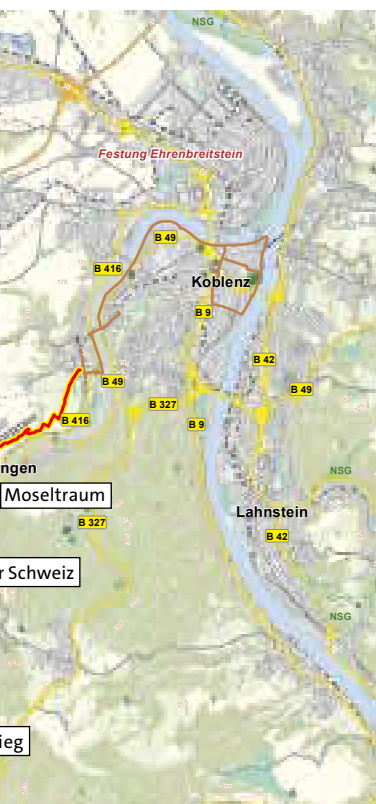 NSG
Festung Ehrenbreitstein
B 49
B 416
Koblenz
B 9
B 42
B 49
B 49
B 327
B 416
B 9
ngen
NSG
Moseltraum
Lahnstein
B 327
B 42
r Schweiz
NSG
ieg